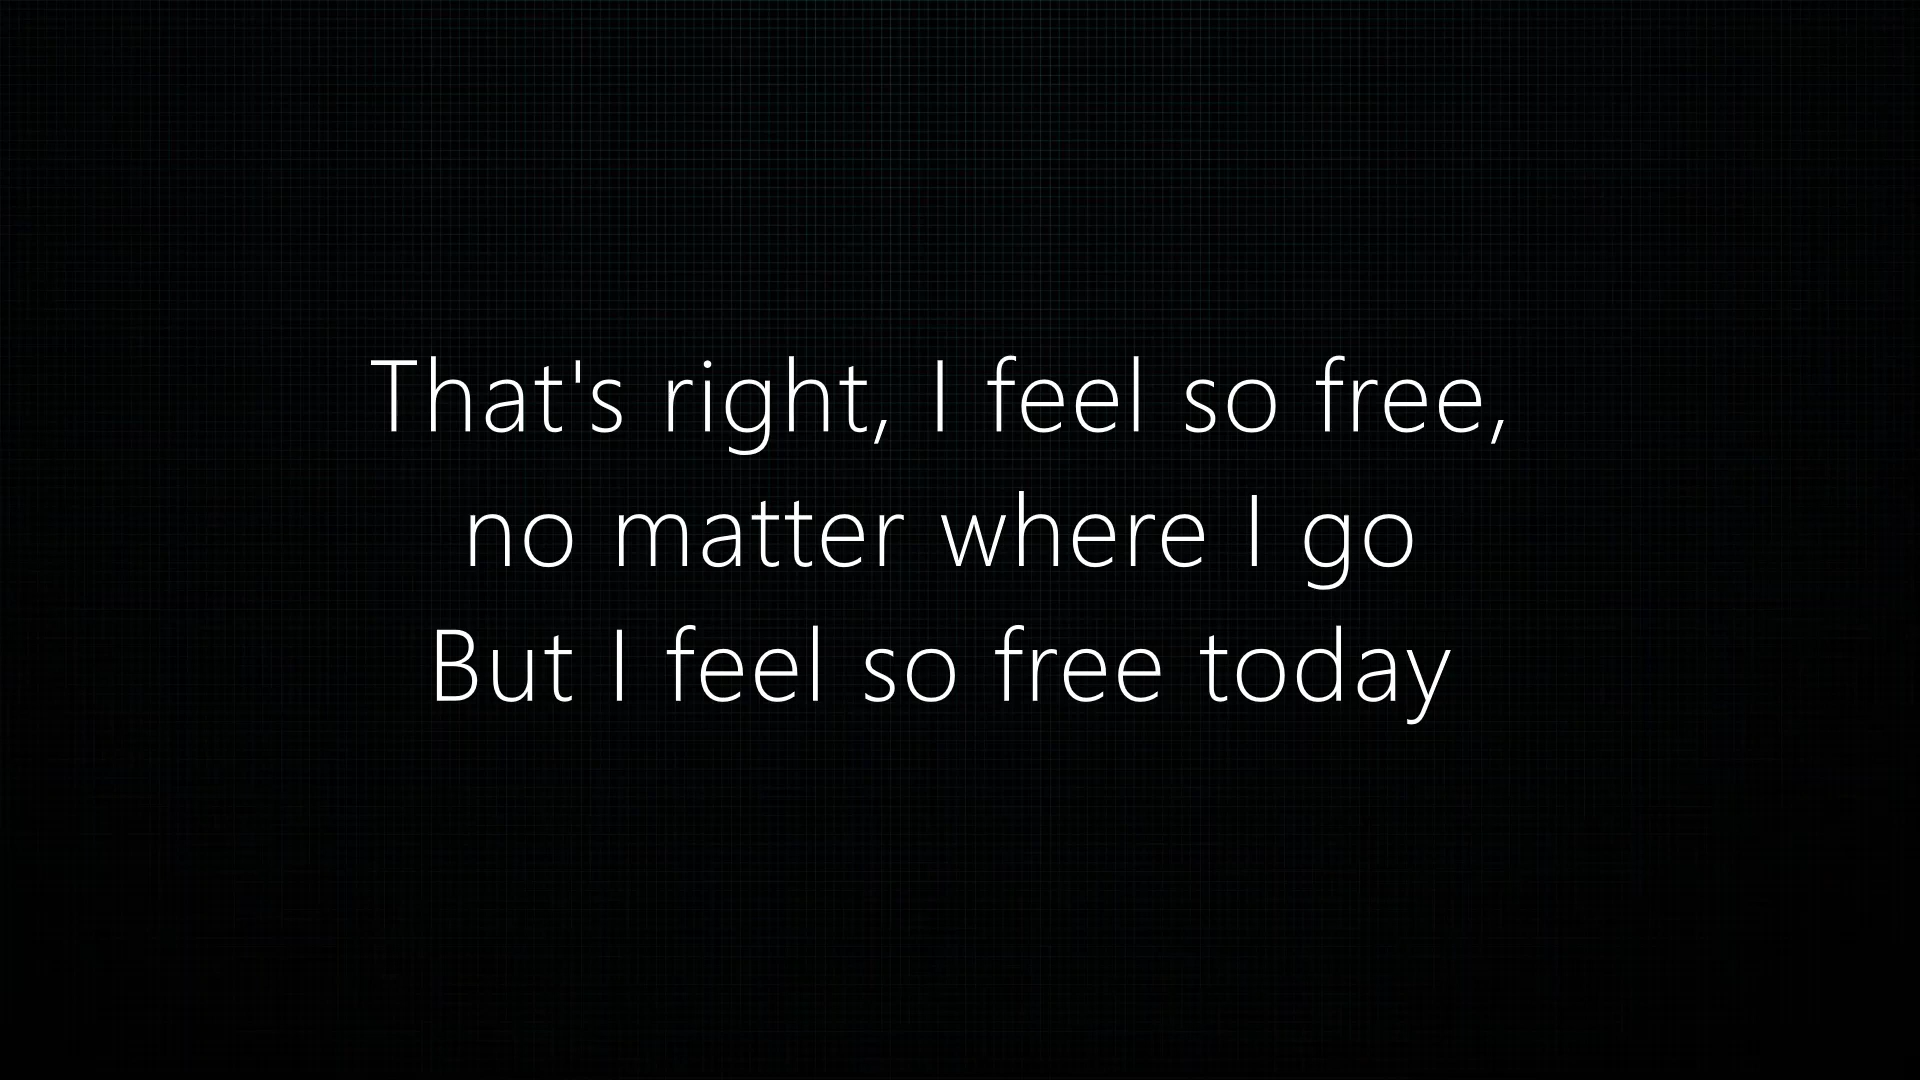 That's right, I feel so free,
no matter where I go
But I feel so free today